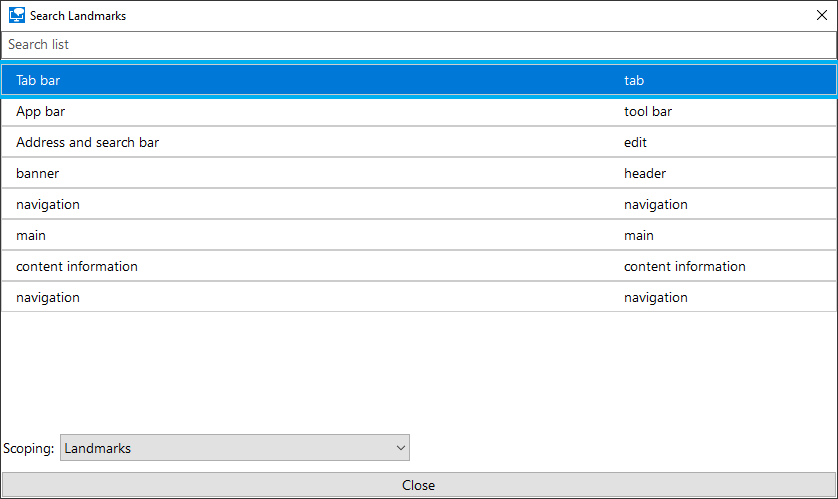 Search Landmarks
Search list
Tab bar tab
App bar tool bar
Address and search bar edit
banner header
navigation navigation
main main
content information content information
navigation navigation
Scoping: Landmarks
Close